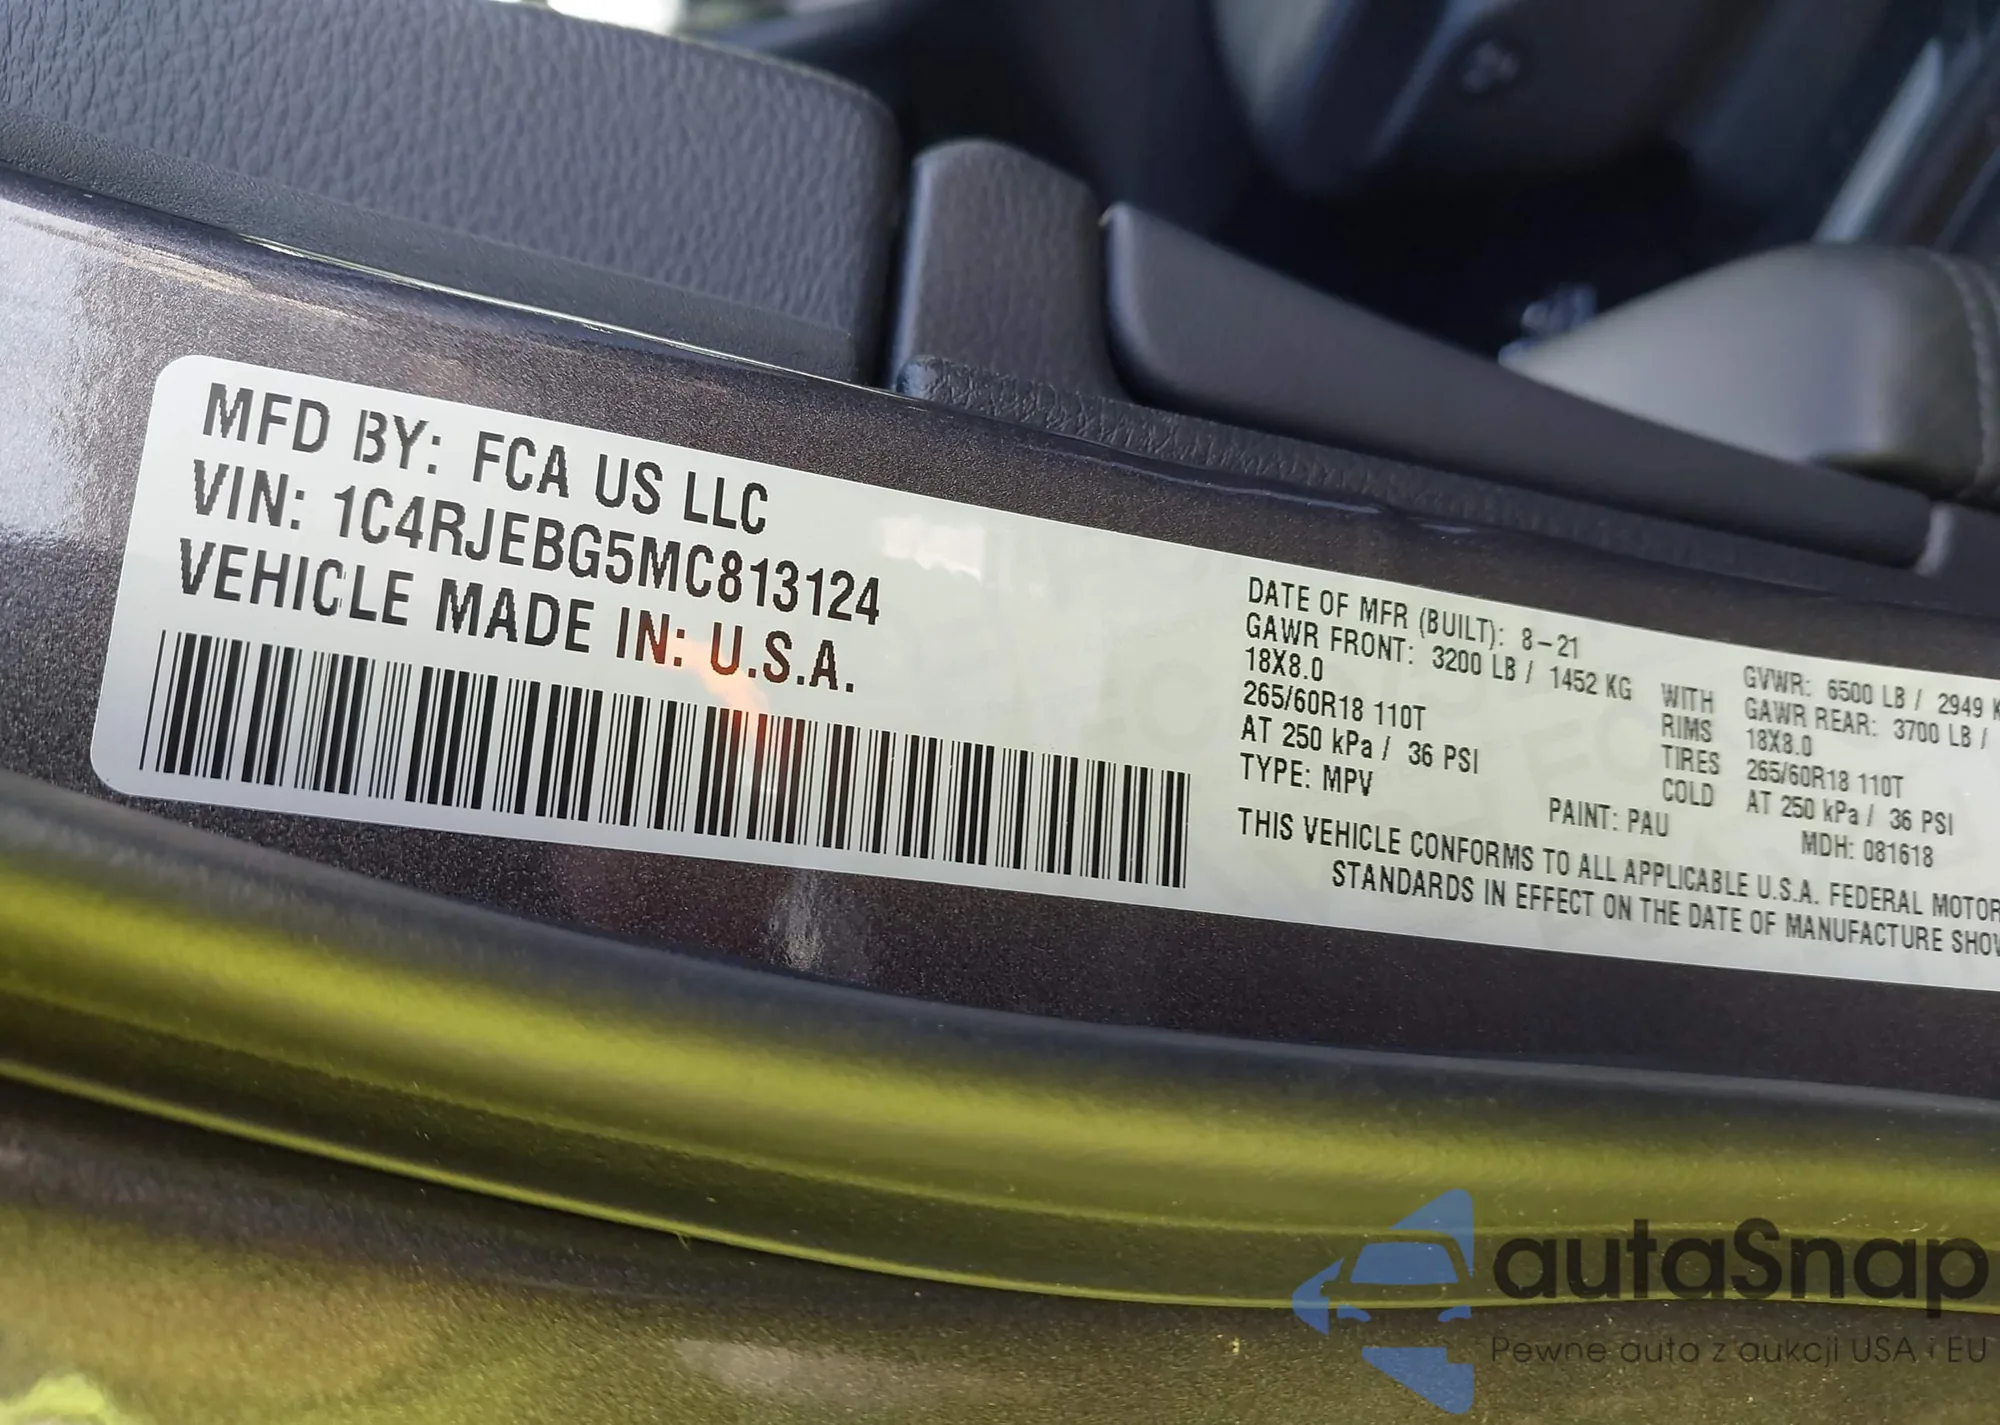 MFD BY: FCA US LLC
VIN: 1C4RJEBG5MC813124
VEHICLE MADE IN: U.S.A.
DATE OF MFR (BUILT): 8-21
GAWR FRONT: 3200 LB / 1452 KG
18X8.0
265/60R18 110T
AT 250 kPa / 36 PSI
TYPE: MPV
WITH
RIMS
TIRES
COLD
GVWR: 6500 LB / 2949 K
GAWR REAR: 3700 LB /
18X8.0
265/60R18 110T
AT 250 kPa / 36 PSI
PAINT: PAU
MDH: 081618
THIS VEHICLE CONFORMS TO ALL APPLICABLE U.S.A. FEDERAL MOTOR
STANDARDS IN EFFECT ON THE DATE OF MANUFACTURE SHOW
autaSnap
Pewne auto z aukcji USA i EU